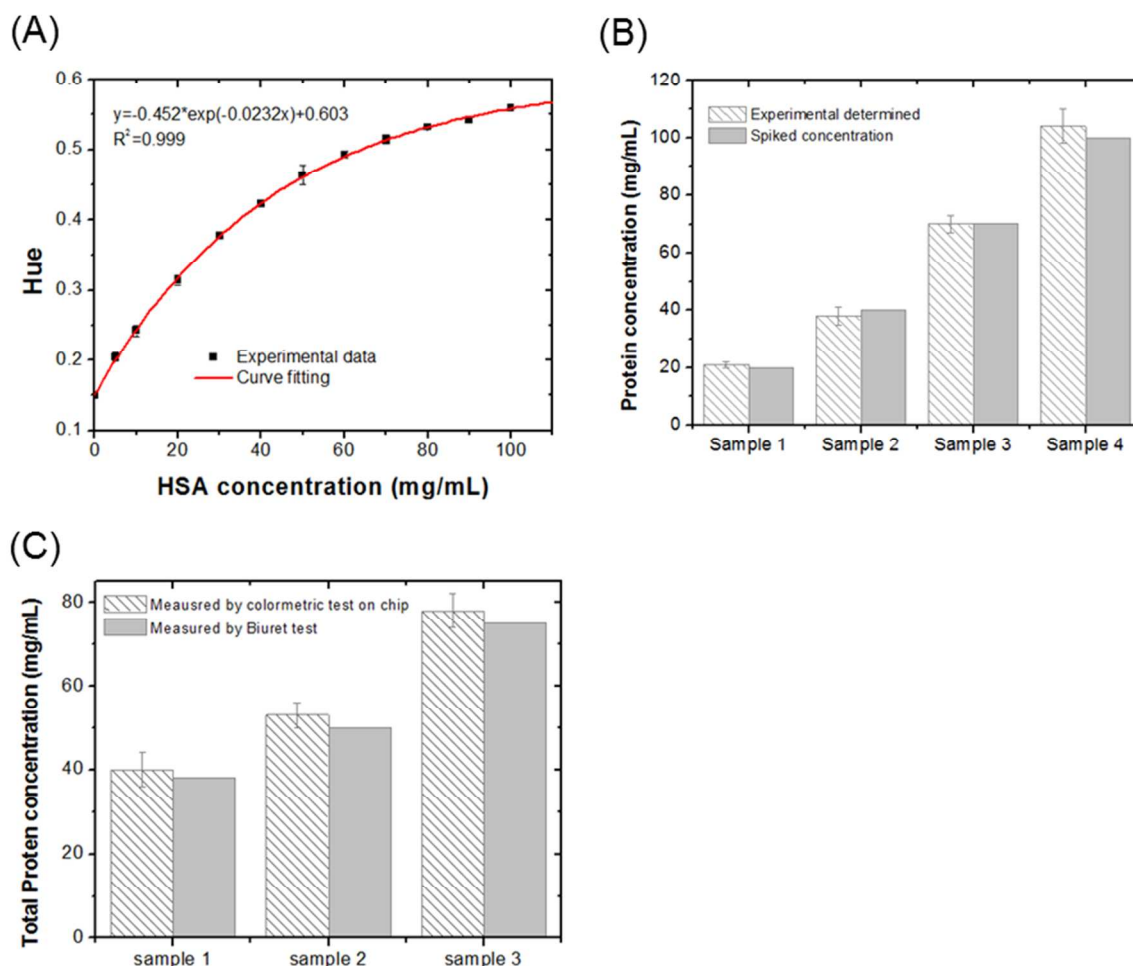 (A)
0.6
0.5
0.4
0.3
0.2
0.1
Hue
y=-0.452*exp(-0.0232x)+0.603
R²=0.999
Experimental data
Curve fitting
0 20 40 60 80 100
HSA concentration (mg/mL)
(B)
120
100
80
60
40
20
0
Protein concentration (mg/mL)
Experimental determined
Spiked concentration
Sample 1 Sample 2 Sample 3 Sample 4
(C)
80
60
40
20
0
Total Proten concentration (mg/mL)
Meausred by colormetric test on chip
Measured by Biuret test
sample 1 sample 2 sample 3